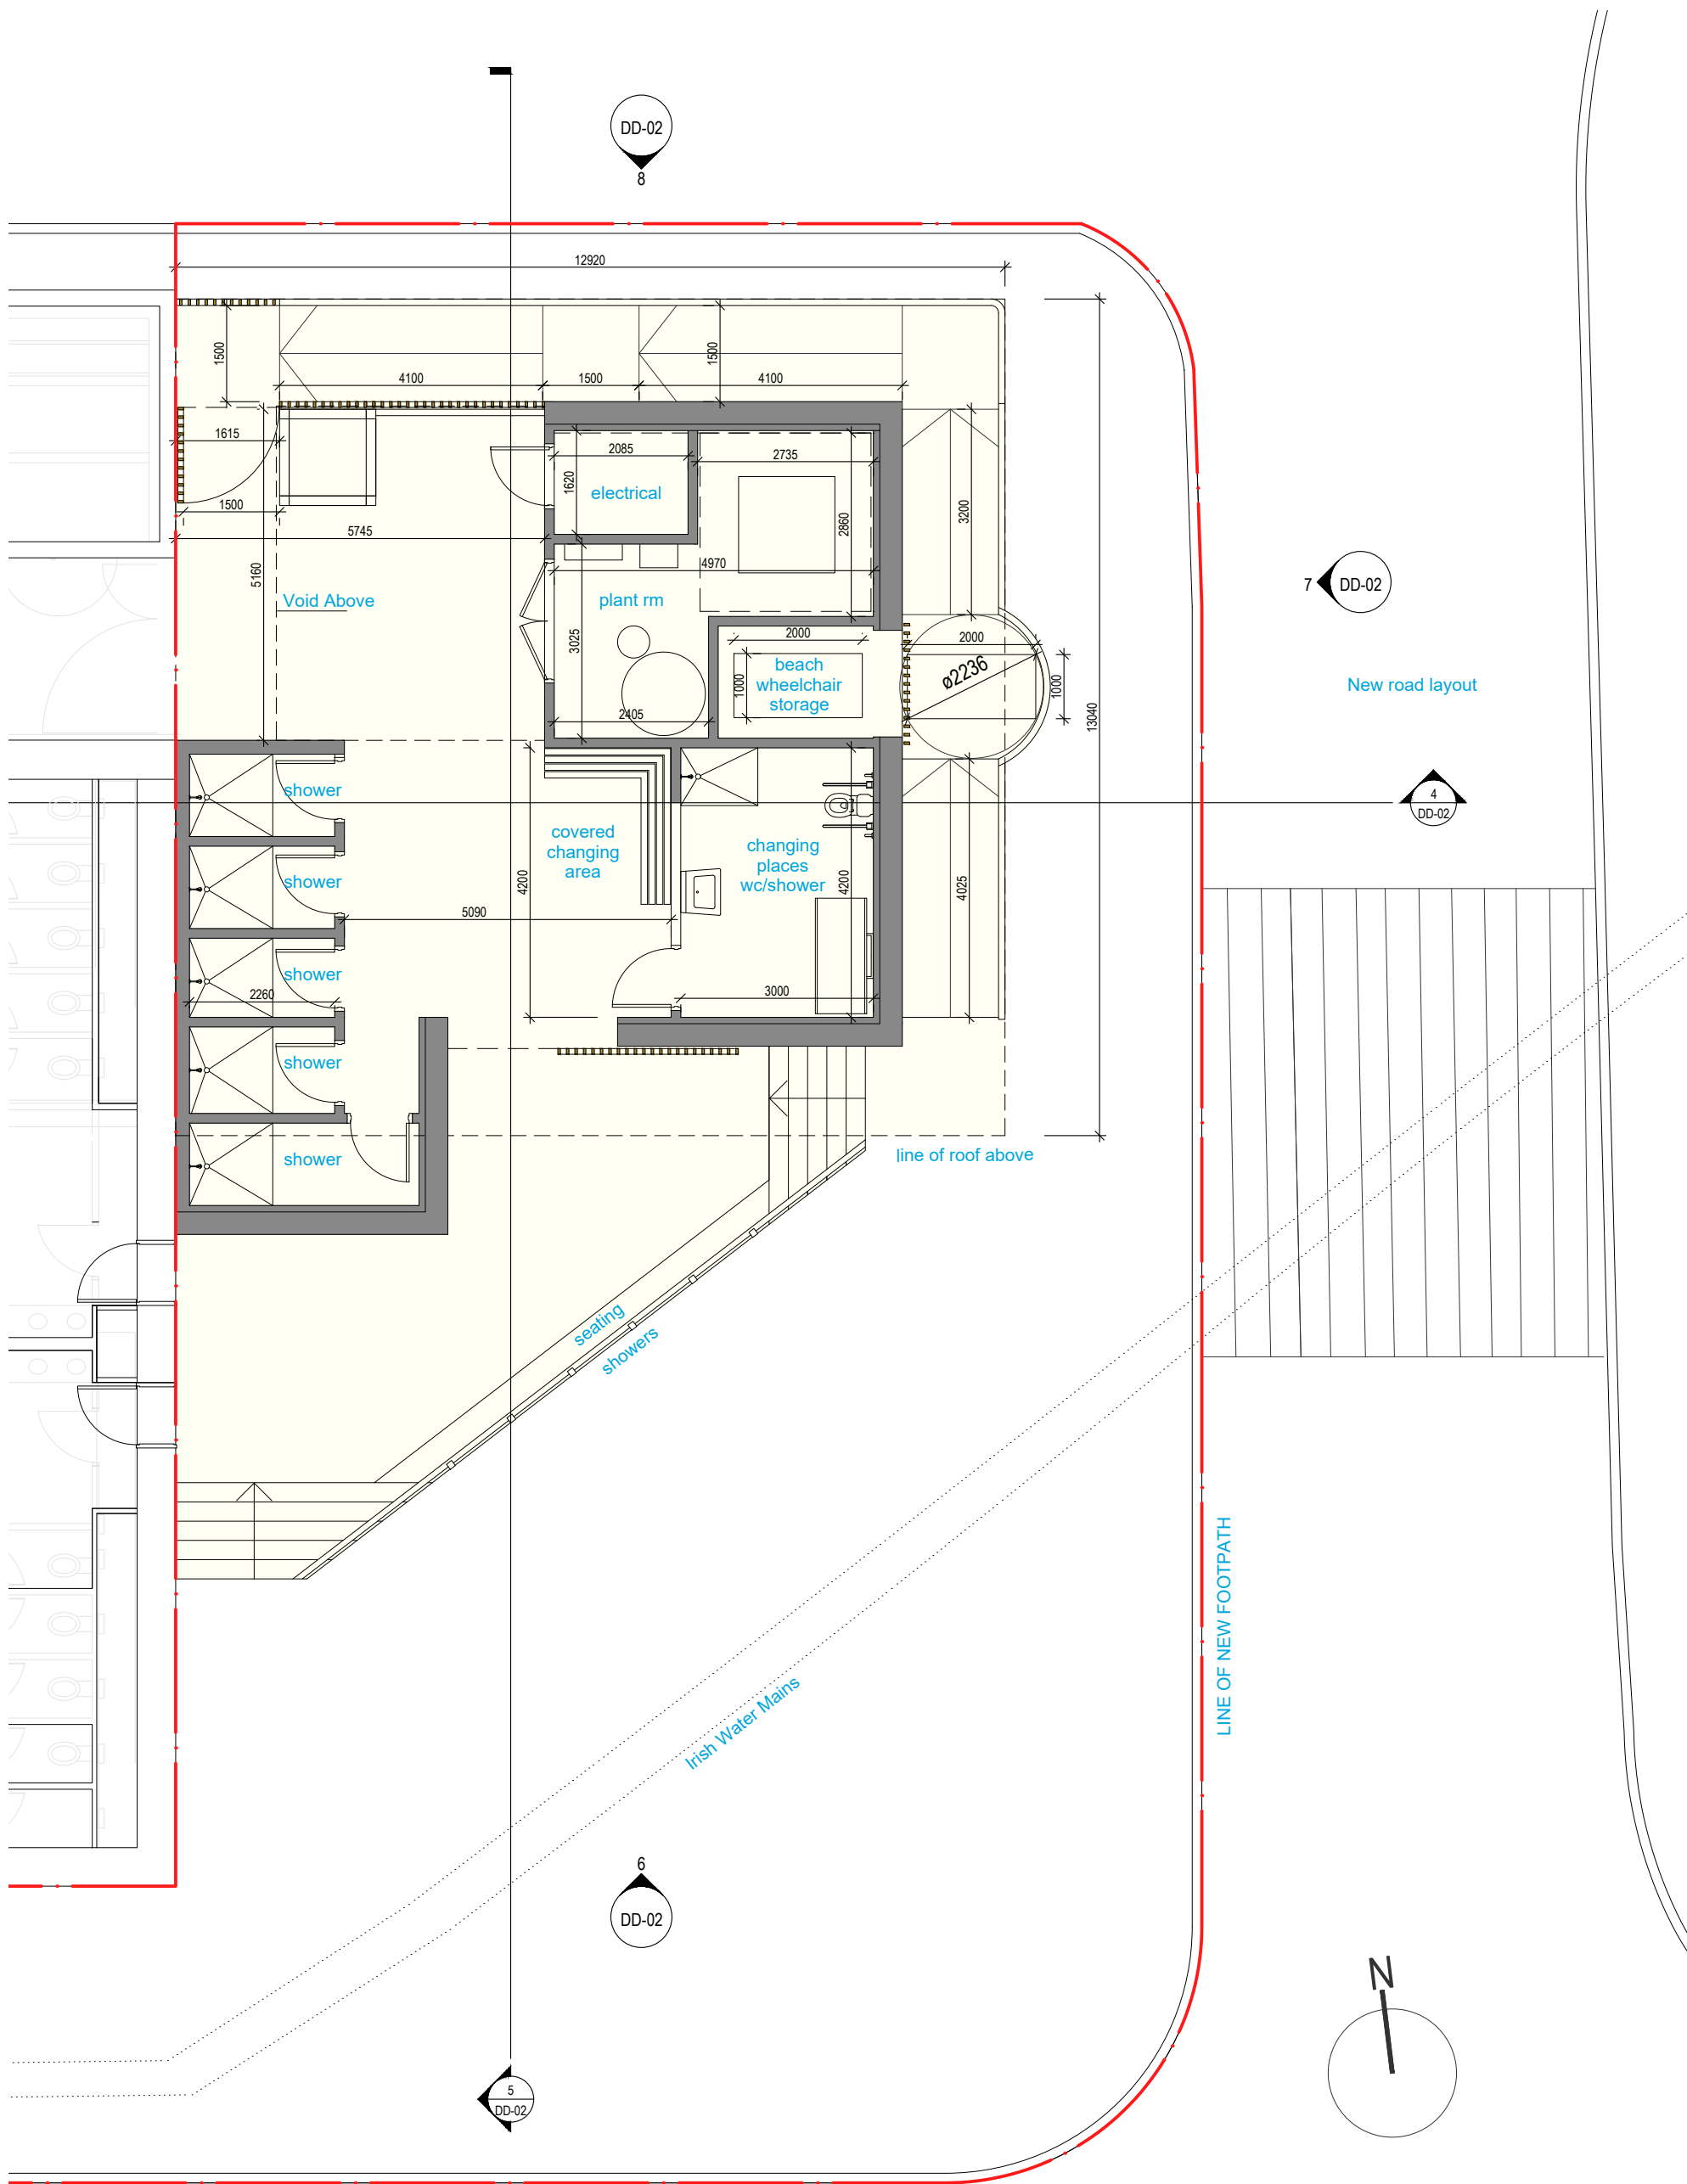 DD-02
8
12920
1500
1500
4100
1500
4100
1615
2085
2735
1620
electrical
2860
3200
1500
5745
4970
5160
Void Above
plant rm
3025
7
DD-02
2000
2000
beach
wheelchair
storage
1000
ø2236
1000
13040
New road layout
2405
shower
4
DD-02
covered
changing
area
changing
places
wc/shower
shower
4200
4200
4025
5090
shower
2260
3000
shower
line of roof above
shower
seating
showers
LINE OF NEW FOOTPATH
Irish Water Mains
6
DD-02
N
5
DD-02